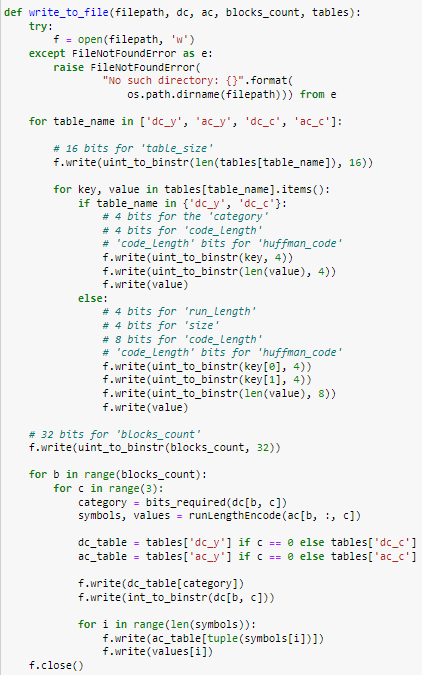 def write_to_file(filepath, dc, ac, blocks_count, tables):
    try:
        f = open(filepath, 'w')
    except FileNotFoundError as e:
        raise FileNotFoundError(
                "No such directory: {}".format(
                    os.path.dirname(filepath))) from e

    for table_name in ['dc_y', 'ac_y', 'dc_c', 'ac_c']:

        # 16 bits for 'table_size'
        f.write(uint_to_binstr(len(tables[table_name]), 16))

        for key, value in tables[table_name].items():
            if table_name in {'dc_y', 'dc_c'}:
                # 4 bits for the 'category'
                # 4 bits for 'code_length'
                # 'code_length' bits for 'huffman_code'
                f.write(uint_to_binstr(key, 4))
                f.write(uint_to_binstr(len(value), 4))
                f.write(value)
            else:
                # 4 bits for 'run_length'
                # 4 bits for 'size'
                # 8 bits for 'code_length'
                # 'code_length' bits for 'huffman_code'
                f.write(uint_to_binstr(key[0], 4))
                f.write(uint_to_binstr(key[1], 4))
                f.write(uint_to_binstr(len(value), 8))
                f.write(value)

    # 32 bits for 'blocks_count'
    f.write(uint_to_binstr(blocks_count, 32))

    for b in range(blocks_count):
        for c in range(3):
            category = bits_required(dc[b, c])
            symbols, values = runLengthEncode(ac[b, :, c])

            dc_table = tables['dc_y'] if c == 0 else tables['dc_c']
            ac_table = tables['ac_y'] if c == 0 else tables['ac_c']

            f.write(dc_table[category])
            f.write(int_to_binstr(dc[b, c]))

            for i in range(len(symbols)):
                f.write(ac_table[tuple(symbols[i])])
                f.write(values[i])
    f.close()